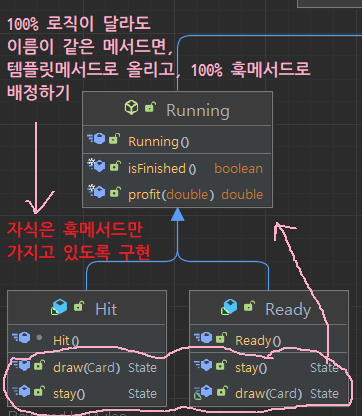 100% 로직이 달라도
이름이 같은 메서드면,
템플릿메서드로 올리고, 100% 훅메서드로
배정하기
Running
Running()
isFinished() boolean
profit(double) double
자식은 훅메서드만
가지고 있도록 구현
Hit
Hit()
draw(Card) State
stay() State
Ready
Ready()
stay() State
draw(Card) State